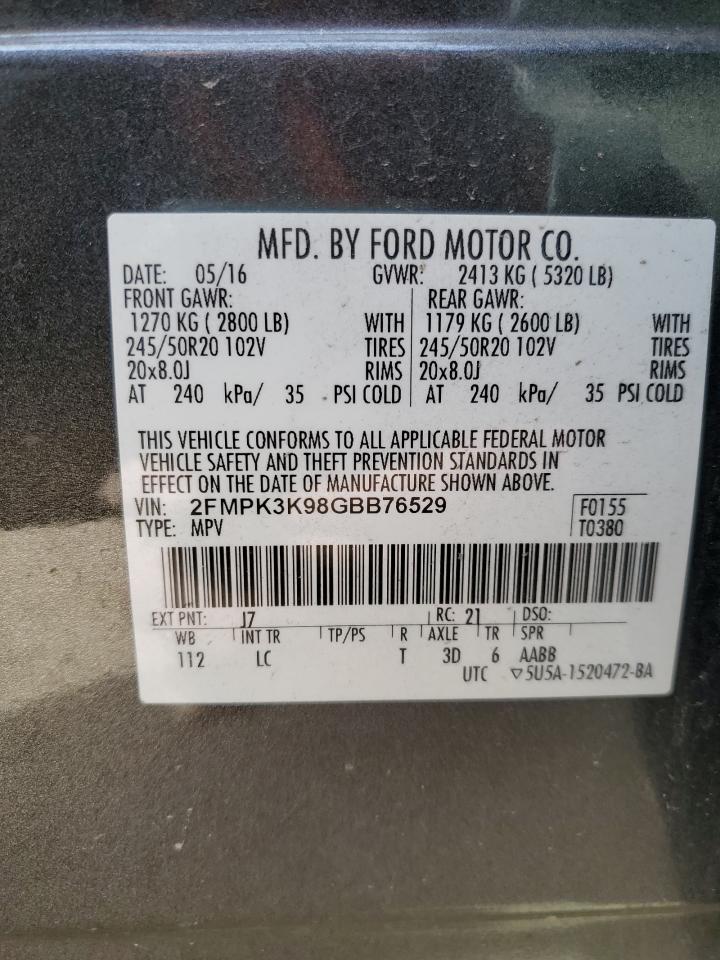 MFD. BY FORD MOTOR CO.
DATE: 05/16 GVWR: 2413 KG ( 5320 LB)
FRONT GAWR: REAR GAWR:
1270 KG ( 2800 LB) WITH 1179 KG ( 2600 LB) WITH
245/50R20 102V TIRES 245/50R20 102V TIRES
20x8.0J RIMS 20x8.0J RIMS
AT 240 kPa/ 35 PSI COLD AT 240 kPa/ 35 PSI COLD
THIS VEHICLE CONFORMS TO ALL APPLICABLE FEDERAL MOTOR
VEHICLE SAFETY AND THEFT PREVENTION STANDARDS IN
EFFECT ON THE DATE OF MANUFACTURE SHOWN ABOVE.
VIN: 2FMPK3K98GBB76529 F0155
TYPE: MPV T0380
EXT PNT: J7 RC: 21 DSO:
WB INT TR TP/PS R AXLE TR SPR
112 LC T 3D 6 AABB
UTC ▽5U5A-1520472-BA